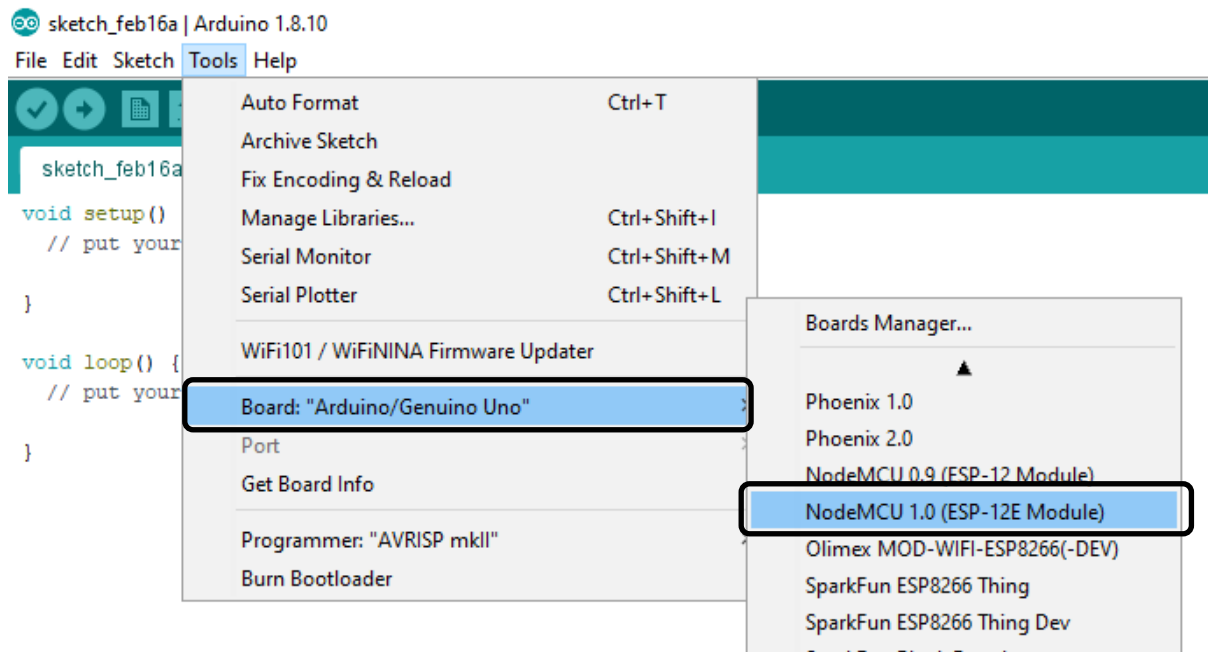 sketch_feb16a | Arduino 1.8.10
File Edit Sketch Tools Help
sketch_feb16a
void setup()
// put your
}
void loop() {
// put your
}
Auto Format Ctrl+T
Archive Sketch
Fix Encoding & Reload
Manage Libraries... Ctrl+Shift+I
Serial Monitor Ctrl+Shift+M
Serial Plotter Ctrl+Shift+L
WiFi101 / WiFiNINA Firmware Updater
Board: "Arduino/Genuino Uno"
Port
Get Board Info
Programmer: "AVRISP mkII"
Burn Bootloader
Boards Manager...
Phoenix 1.0
Phoenix 2.0
NodeMCU 0.9 (ESP-12 Module)
NodeMCU 1.0 (ESP-12E Module)
Olimex MOD-WIFI-ESP8266(-DEV)
SparkFun ESP8266 Thing
SparkFun ESP8266 Thing Dev